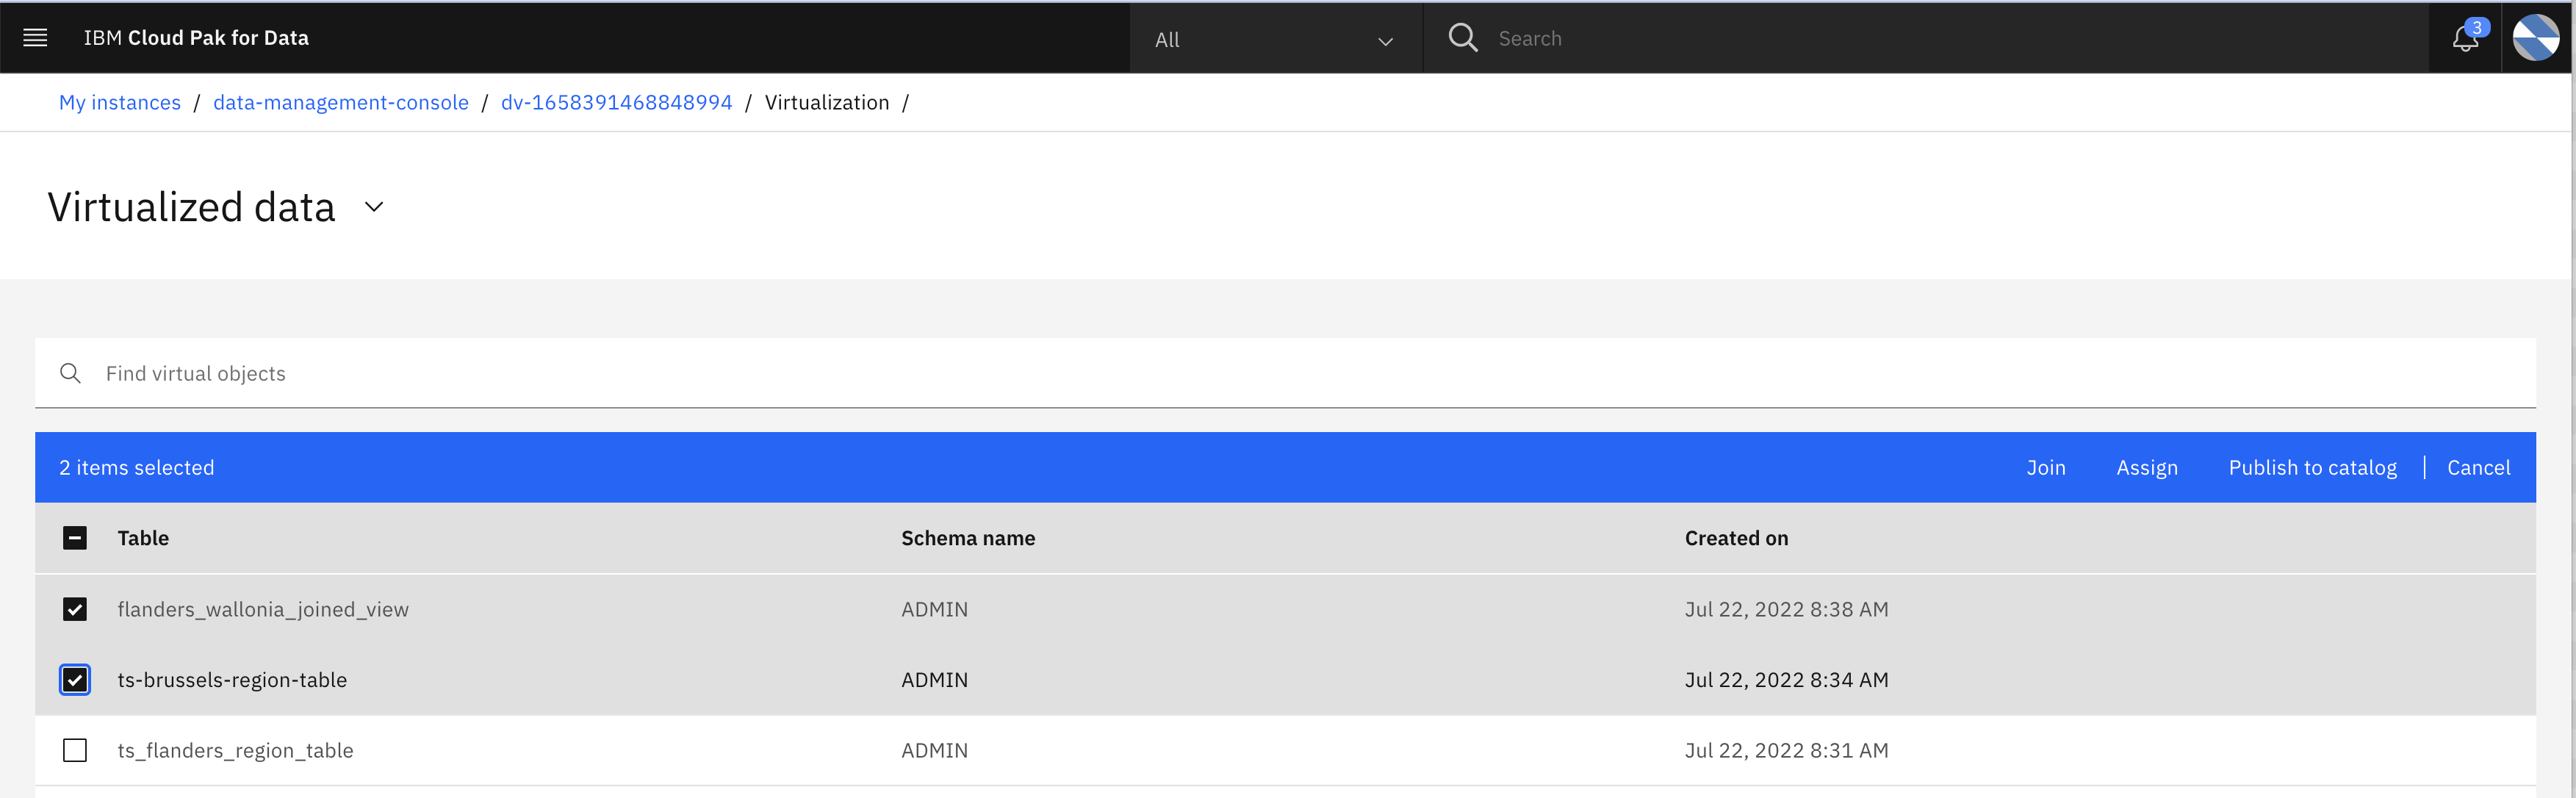 IBM Cloud Pak for Data All Search 3
My instances / data-management-console / dv-1658391468848994 / Virtualization /
Virtualized data
Find virtual objects
2 items selected Join Assign Publish to catalog | Cancel
Table Schema name Created on
flanders_wallonia_joined_view ADMIN Jul 22, 2022 8:38 AM
ts-brussels-region-table ADMIN Jul 22, 2022 8:34 AM
ts_flanders_region_table ADMIN Jul 22, 2022 8:31 AM